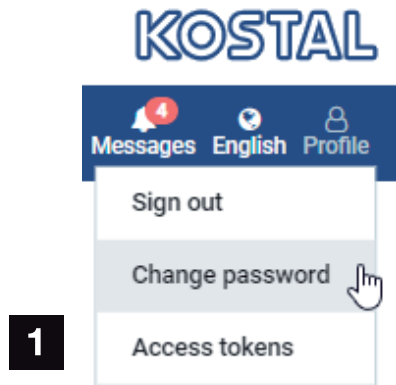 KOSTAL
4
Messages English Profile
Sign out
Change password
1
Access tokens